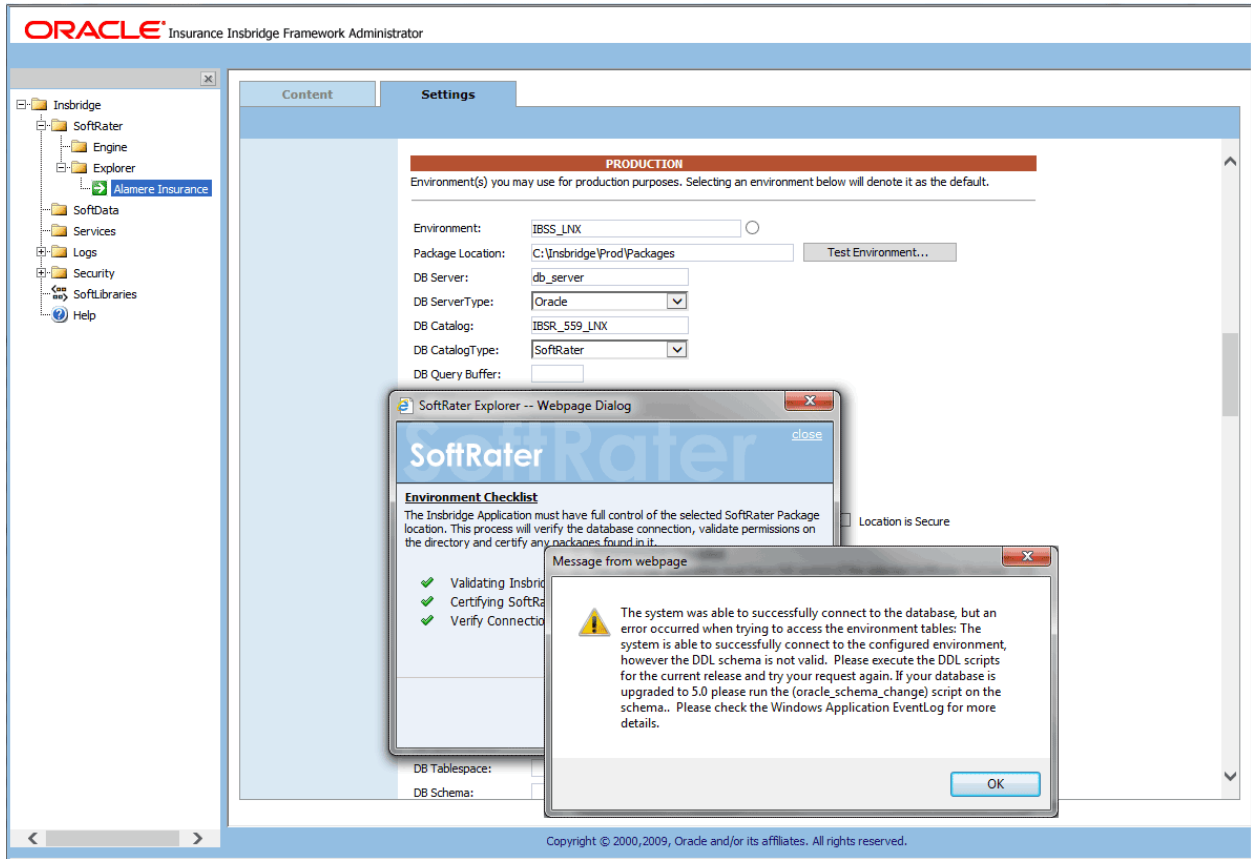 ORACLE® Insurance Insbridge Framework Administrator
Insbridge
SoftRater
Engine
Explorer
Alamere Insurance
SoftData
Services
Logs
Security
SoftLibraries
Help
Content
Settings
PRODUCTION
Environment(s) you may use for production purposes. Selecting an environment below will denote it as the default.
Environment: IBSS_LNX
Package Location: C:\Insbridge\Prod\Packages Test Environment...
DB Server: db_server
DB ServerType: Oracle
DB Catalog: IBSR_559_LNX
DB CatalogType: SoftRater
DB Query Buffer:
SoftRater Explorer -- Webpage Dialog
close
SoftRater
SoftRater
Environment Checklist
The Insbridge Application must have full control of the selected SoftRater Package
location. This process will verify the database connection, validate permissions on
the directory and certify any packages found in it.
Location is Secure
Validating Insbrid
Certifying SoftRa
Verify Connectio
Message from webpage
The system was able to successfully connect to the database, but an
error occurred when trying to access the environment tables: The
system is able to successfully connect to the configured environment,
however the DDL schema is not valid. Please execute the DDL scripts
for the current release and try your request again. If your database is
upgraded to 5.0 please run the (oracle_schema_change) script on the
schema.. Please check the Windows Application EventLog for more
details.
OK
DB Tablespace:
DB Schema:
Copyright © 2000,2009, Oracle and/or its affiliates. All rights reserved.